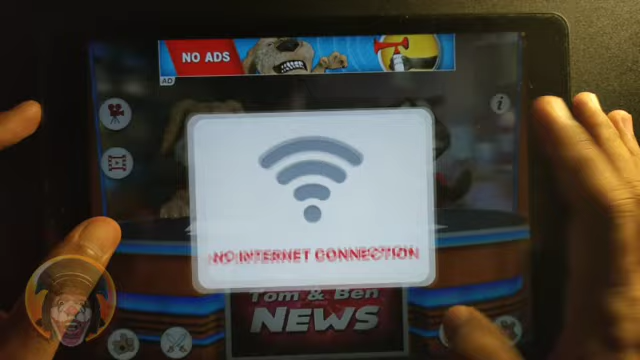 NO ADS
AD
i
NO INTERNET CONNECTION
Tom & Ben
NEWS